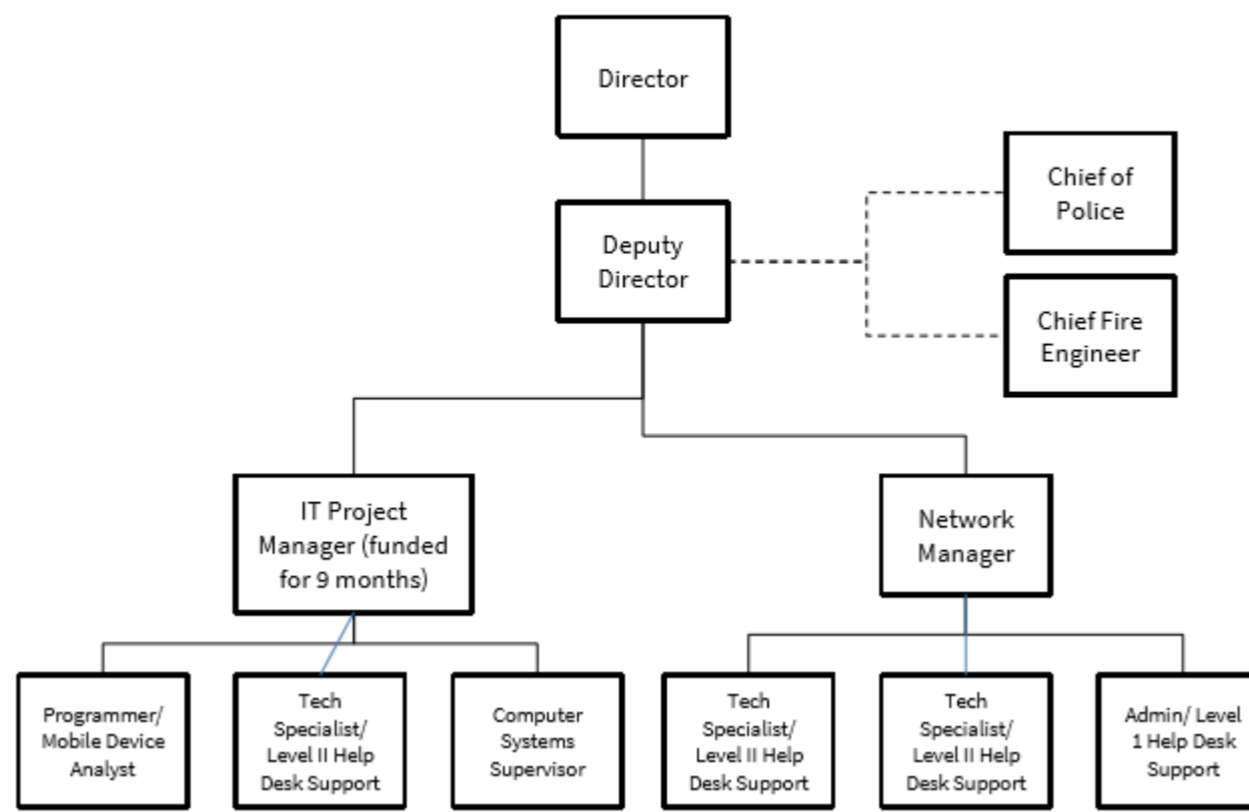 Director
Chief of
Police
Deputy
Director
Chief Fire
Engineer
IT Project
Manager (funded
for 9 months)
Network
Manager
Programmer/
Mobile Device
Analyst
Tech
Specialist/
Level II Help
Desk Support
Computer
Systems
Supervisor
Tech
Specialist/
Level II Help
Desk Support
Tech
Specialist/
Level II Help
Desk Support
Admin/ Level
1 Help Desk
Support